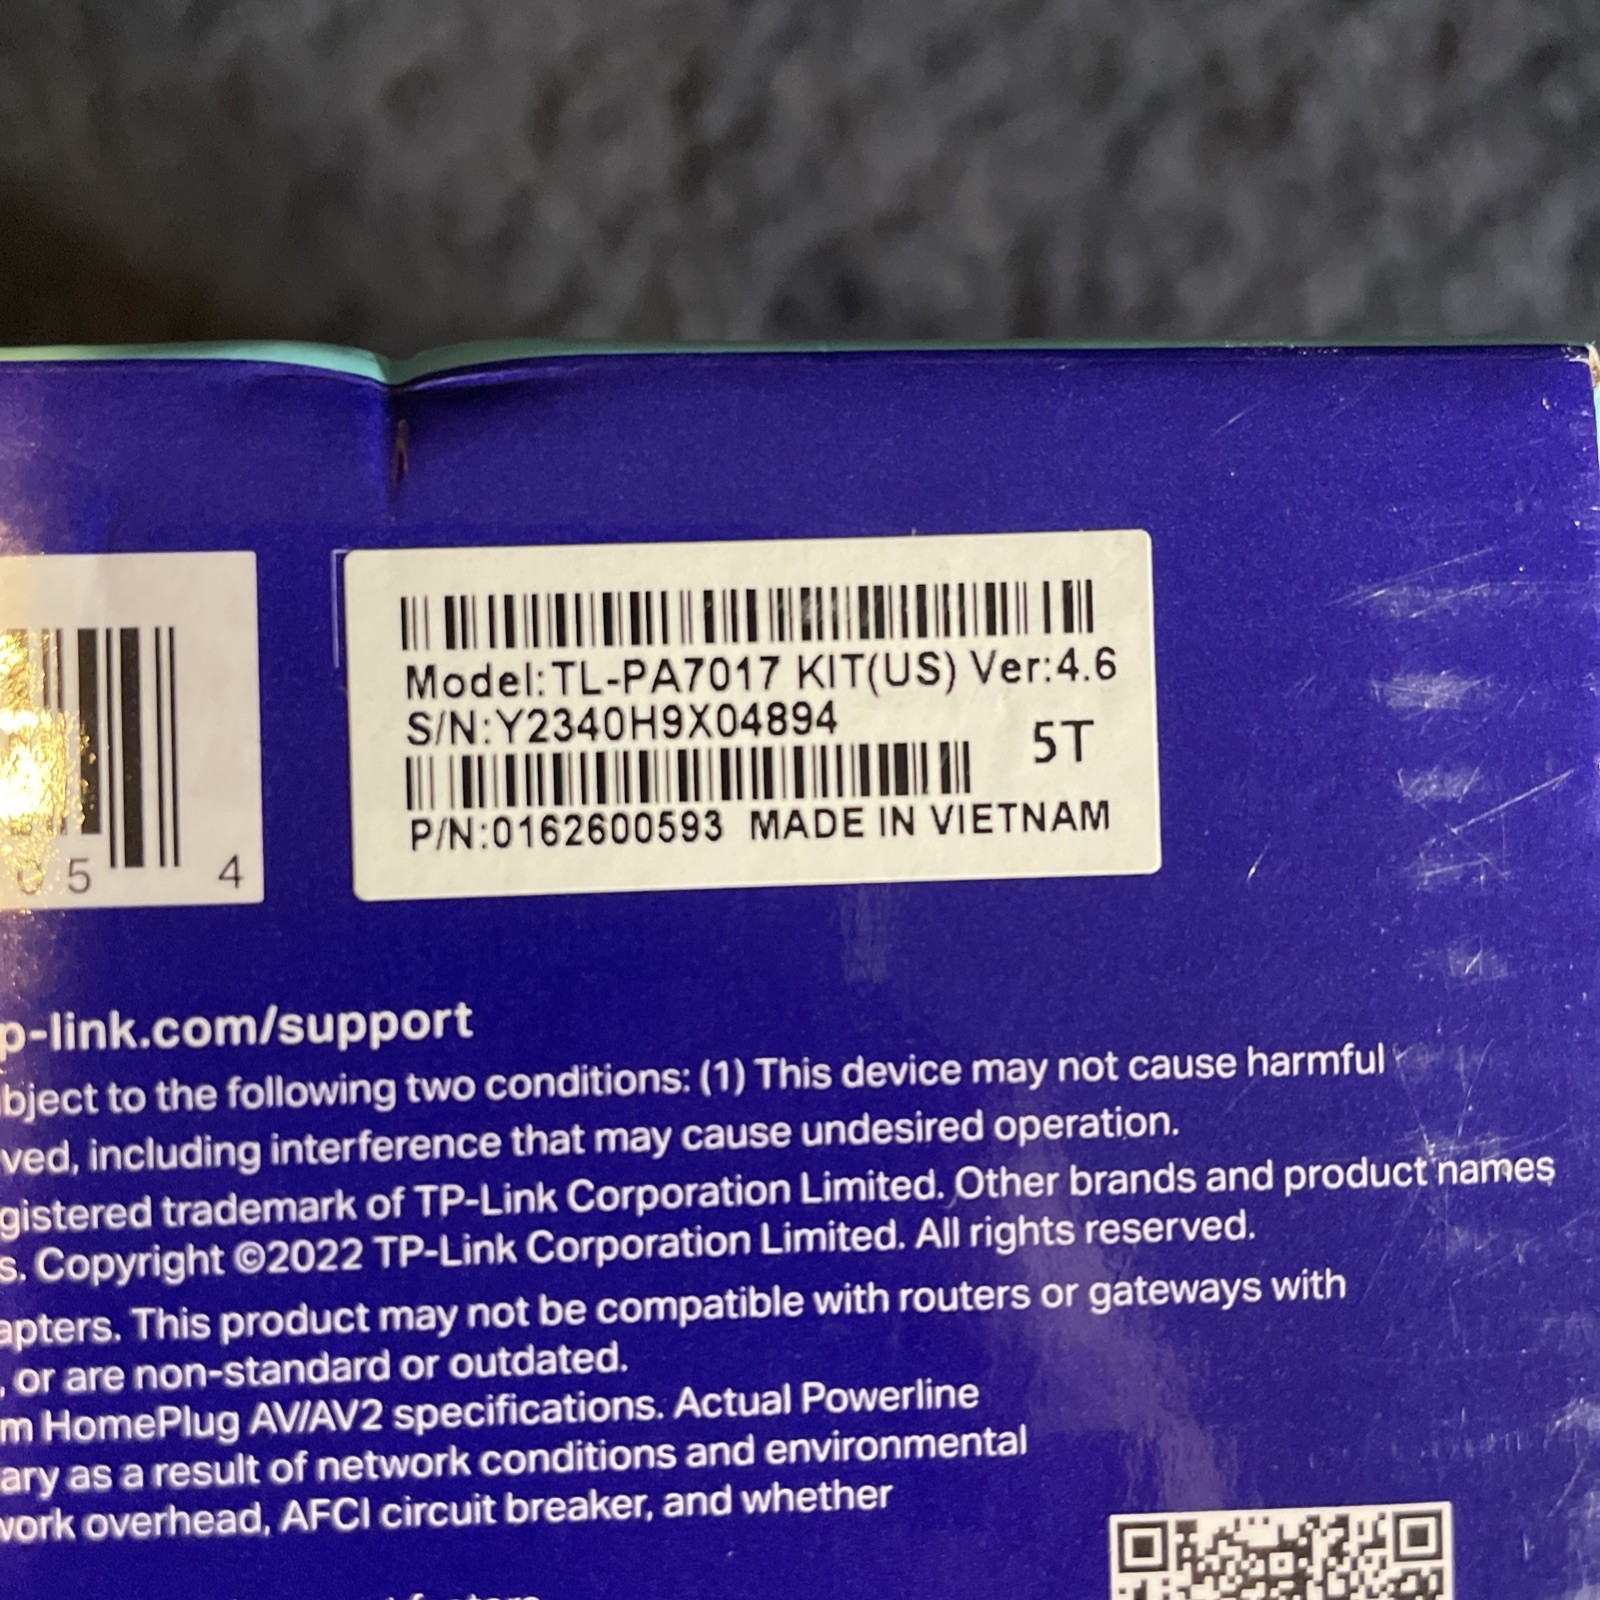 Model:TL-PA7017 KIT(US) Ver:4.6
S/N:Y2340H9X04894
5T
P/N:0162600593 MADE IN VIETNAM
5 4
p-link.com/support
bject to the following two conditions: (1) This device may not cause harmful
ved, including interference that may cause undesired operation.
gistered trademark of TP-Link Corporation Limited. Other brands and product names
s. Copyright ©2022 TP-Link Corporation Limited. All rights reserved.
apters. This product may not be compatible with routers or gateways with
, or are non-standard or outdated.
m HomePlug AV/AV2 specifications. Actual Powerline
ary as a result of network conditions and environmental
work overhead, AFCI circuit breaker, and whether